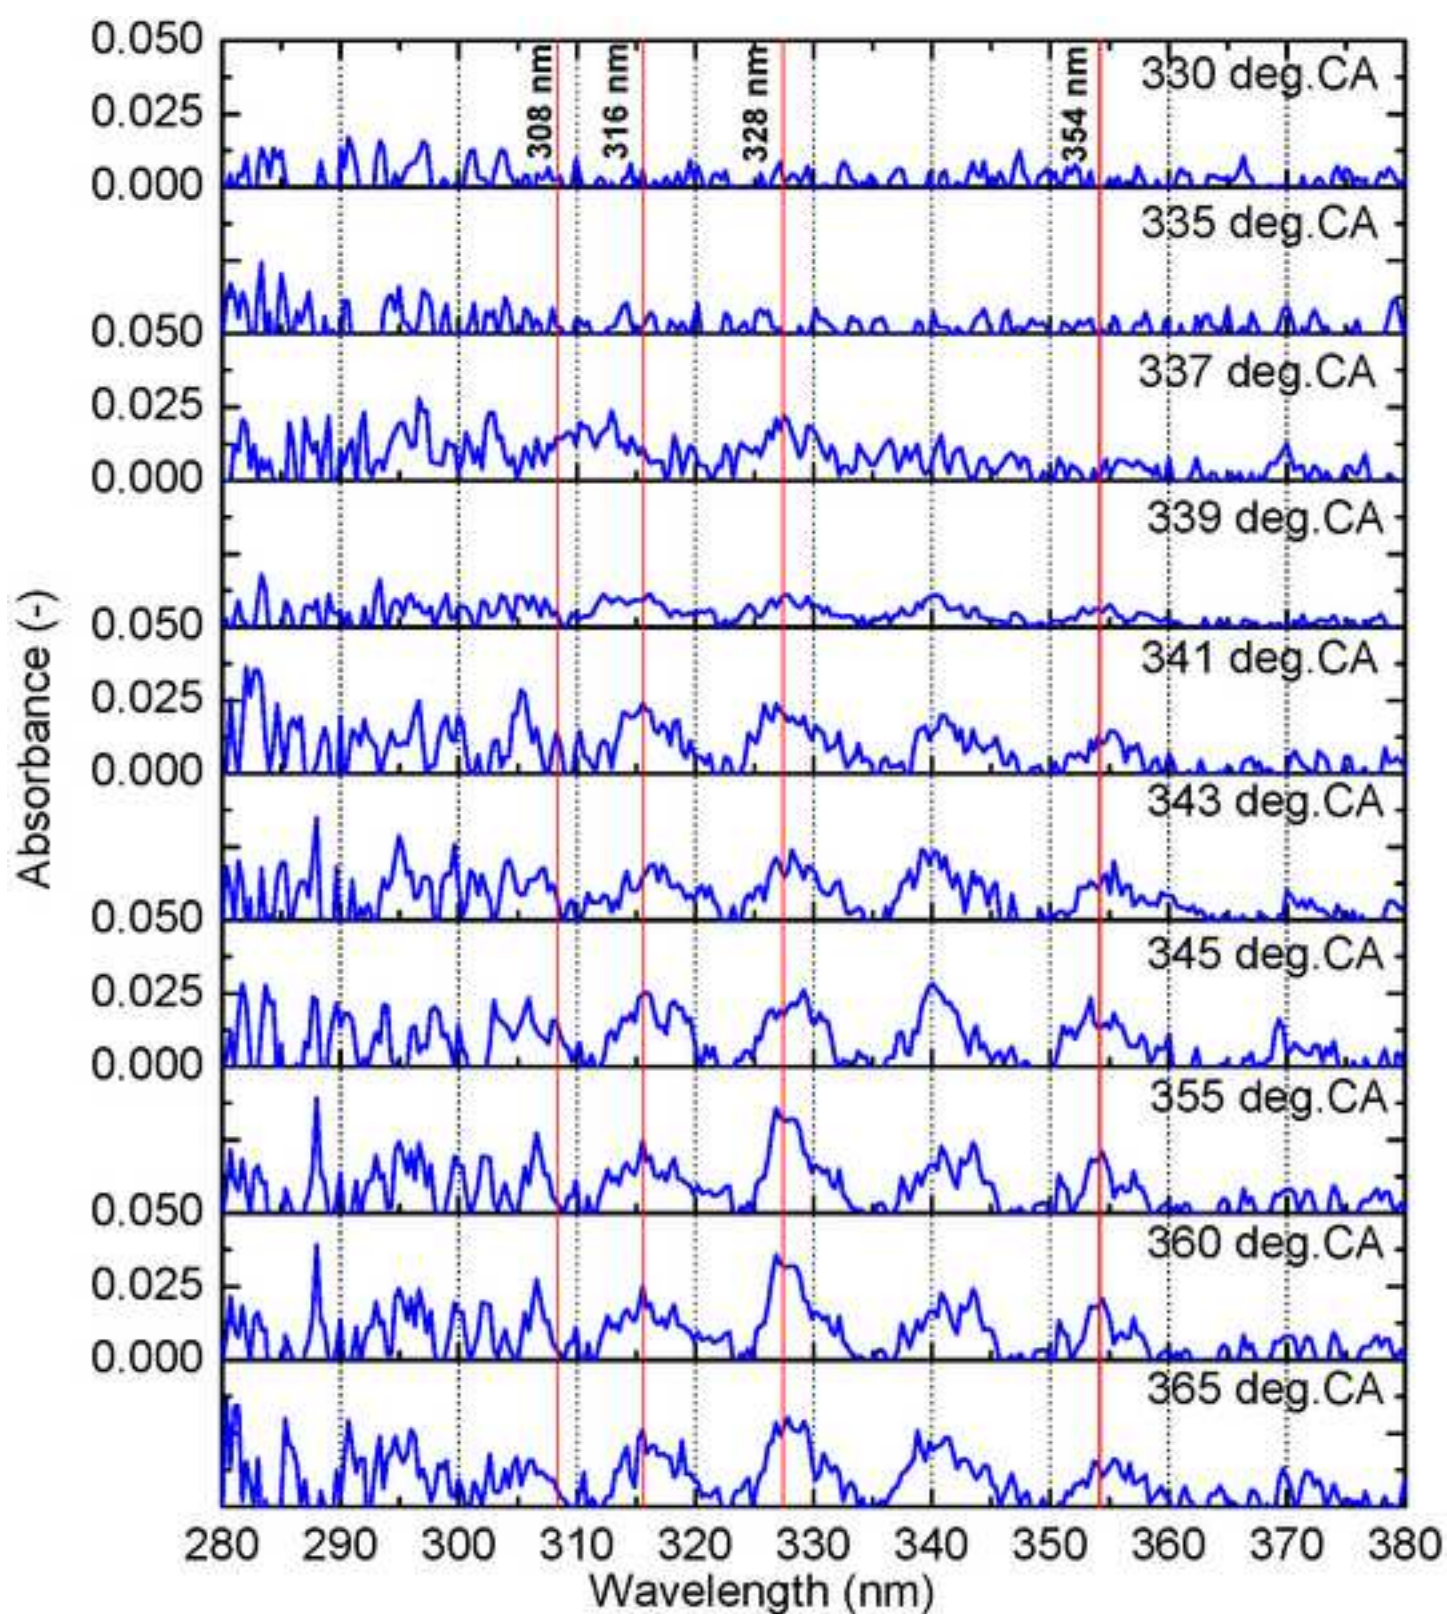 0.050
0.025
0.000
308 nm
316 nm
328 nm
354 nm
330 deg.CA
335 deg.CA
0.050
337 deg.CA
0.025
0.000
339 deg.CA
0.050
341 deg.CA
0.025
0.000
343 deg.CA
0.050
345 deg.CA
0.025
0.000
355 deg.CA
0.050
360 deg.CA
0.025
0.000
365 deg.CA
Absorbance (-)
280 290 300 310 320 330 340 350 360 370 380
Wavelength (nm)